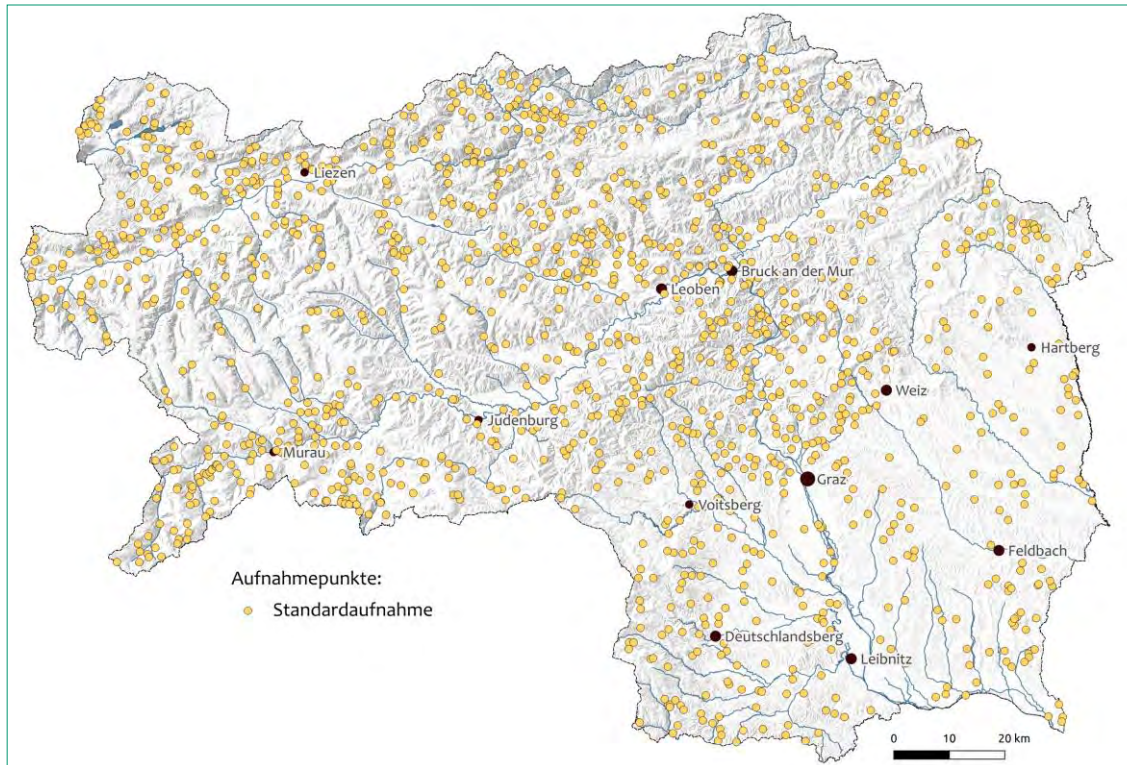 Liezen
Bruck an der Mur
Leoben
Hartberg
Weiz
Judenburg
Murau
Graz
Voitsberg
Feldbach
Aufnahmepunkte:
Standardaufnahme
Deutschlandsberg
Leibnitz
0 10 20 km